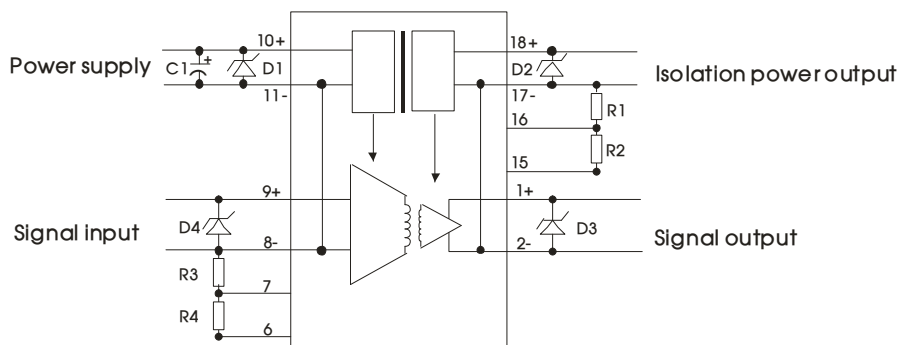 10+
18+
Power supply
C1
+
D1
D2
Isolation power output
11-
17-
R1
16
R2
15
9+
1+
Signal input
D4
D3
Signal output
8-
2-
R3
7
R4
6